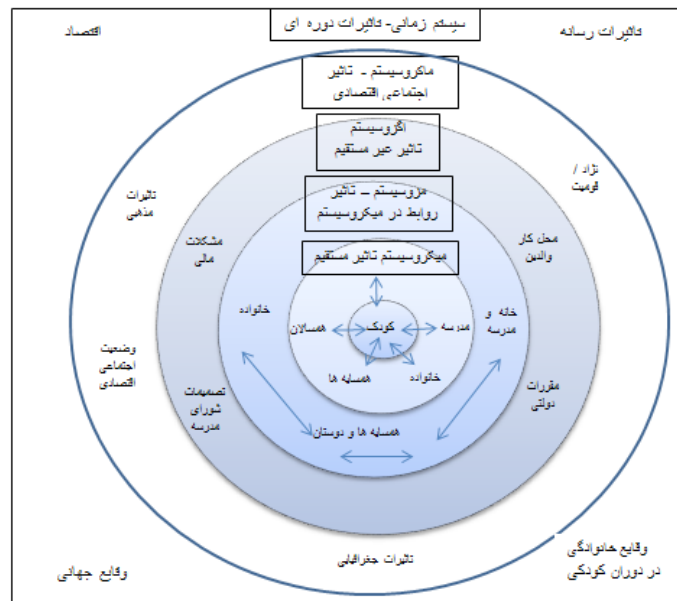 تاثیرات رسانه
سیستم زمانی- تاثیرات دوره ای
اقتصاد
ماکروسیستم - تاثیر
اجتماعی اقتصادی
اگزوسیستم
تاثیر عیر مستقیم
نژاد /
قومیت
تاثیرات
مذهبی
مزوسیستم – تاثیر
روابط در میکروسیستم
محل کار
والدین
مشکلات
مالی
میکروسیستم تاثیر مستقیم
خانه و
مدرسه
خانواده
مدرسه
کودک
همسالان
وضعیت
اجتماعی
اقتصادی
خانواده
همسایه ها
مقررات
دولتی
تصمیمات
شورای
مدرسه
همسایه ها و دوستان
تاثیرات جغرافیایی
وقایع خانوادگی
در دوران کودکی
وقایع جهانی